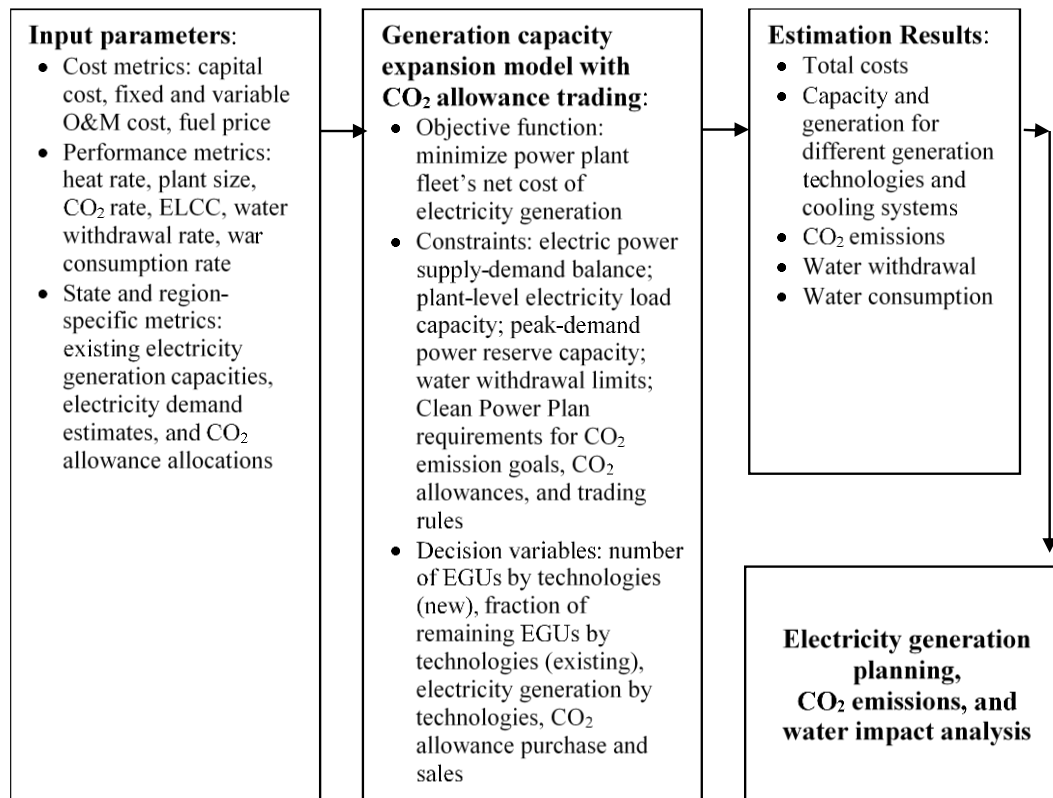 Input parameters:
• Cost metrics: capital
cost, fixed and variable
O&M cost, fuel price
• Performance metrics:
heat rate, plant size,
CO₂ rate, ELCC, water
withdrawal rate, war
consumption rate
• State and region-
specific metrics:
existing electricity
generation capacities,
electricity demand
estimates, and CO₂
allowance allocations
Generation capacity
expansion model with
CO₂ allowance trading:
• Objective function:
minimize power plant
fleet's net cost of
electricity generation
• Constraints: electric power
supply-demand balance;
plant-level electricity load
capacity; peak-demand
power reserve capacity;
water withdrawal limits;
Clean Power Plan
requirements for CO₂
emission goals, CO₂
allowances, and trading
rules
• Decision variables: number
of EGUs by technologies
(new), fraction of
remaining EGUs by
technologies (existing),
electricity generation by
technologies, CO₂
allowance purchase and
sales
Estimation Results:
• Total costs
• Capacity and
generation for
different generation
technologies and
cooling systems
• CO₂ emissions
• Water withdrawal
• Water consumption
Electricity generation
planning,
CO₂ emissions, and
water impact analysis